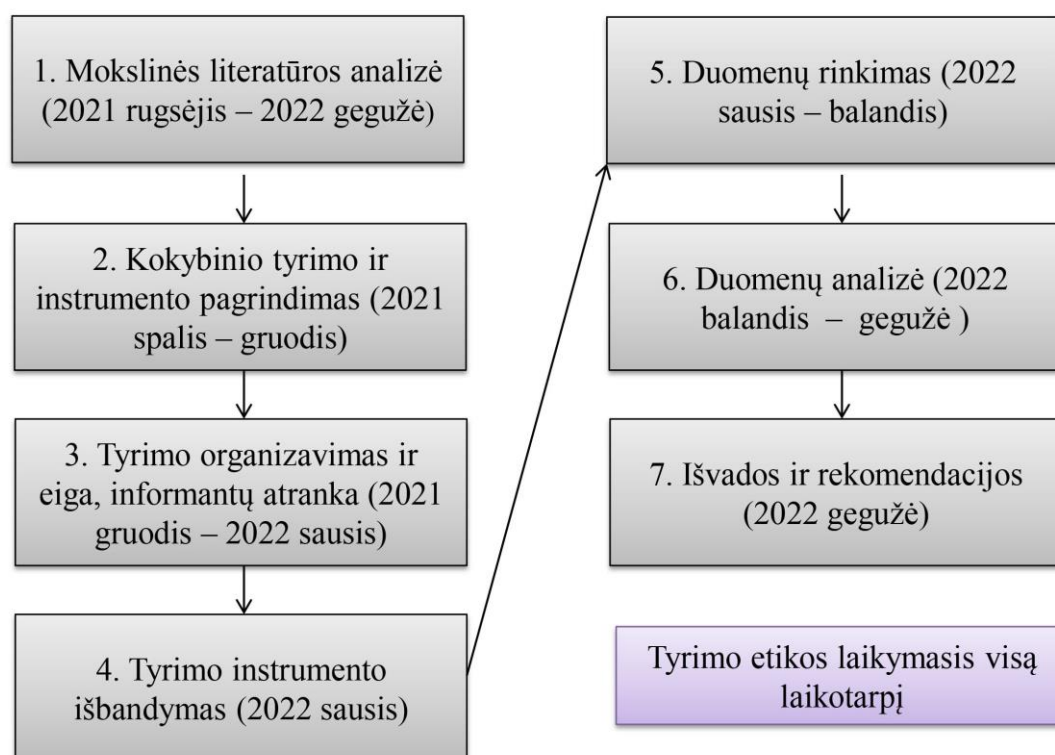 1. Mokslinės literatūros analizė
(2021 rugsėjis – 2022 gegužė)
2. Kokybinio tyrimo ir
instrumento pagrindimas (2021
spalis – gruodis)
3. Tyrimo organizavimas ir
eiga, informantų atranka (2021
gruodis – 2022 sausis)
4. Tyrimo instrumento
išbandymas (2022 sausis)
5. Duomenų rinkimas (2022
sausis – balandis)
6. Duomenų analizė (2022
balandis – gegužė )
7. Išvados ir rekomendacijos
(2022 gegužė)
Tyrimo etikos laikymasis visą
laikotarpį